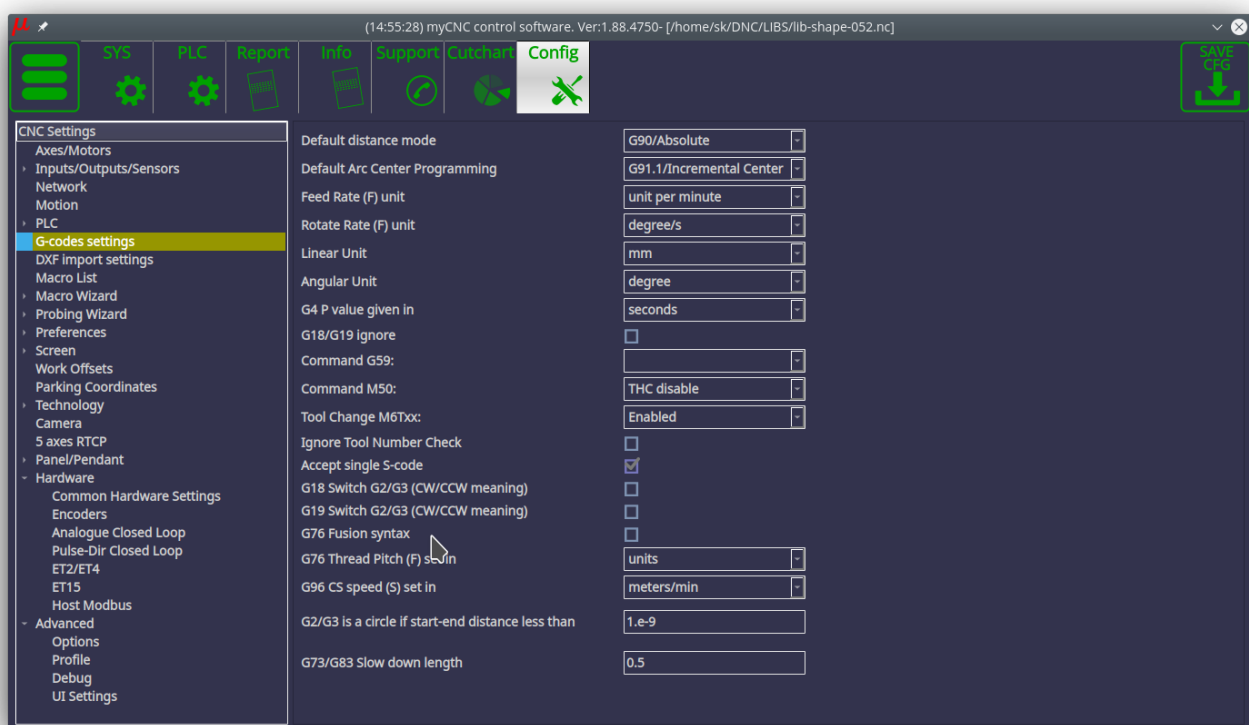 μ (14:55:28) myCNC control software. Ver:1.88.4750- [/home/sk/DNC/LIBS/lib-shape-052.nc]
SYS PLC Report Info Support Cutchart Config SAVE CFG
CNC Settings
Axes/Motors
Inputs/Outputs/Sensors
Network
Motion
PLC
G-codes settings
DXF import settings
Macro List
Macro Wizard
Probing Wizard
Preferences
Screen
Work Offsets
Parking Coordinates
Technology
Camera
5 axes RTCP
Panel/Pendant
Hardware
Common Hardware Settings
Encoders
Analogue Closed Loop
Pulse-Dir Closed Loop
ET2/ET4
ET15
Host Modbus
Advanced
Options
Profile
Debug
UI Settings
Default distance mode G90/Absolute
Default Arc Center Programming G91.1/Incremental Center
Feed Rate (F) unit unit per minute
Rotate Rate (F) unit degree/s
Linear Unit mm
Angular Unit degree
G4 P value given in seconds
G18/G19 ignore
Command G59:
Command M50: THC disable
Tool Change M6Txx: Enabled
Ignore Tool Number Check
Accept single S-code
G18 Switch G2/G3 (CW/CCW meaning)
G19 Switch G2/G3 (CW/CCW meaning)
G76 Fusion syntax
G76 Thread Pitch (F) set in units
G96 CS speed (S) set in meters/min
G2/G3 is a circle if start-end distance less than 1.e-9
G73/G83 Slow down length 0.5